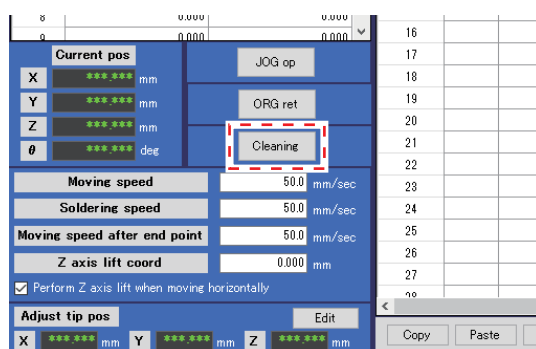 8 0.000 0.000
9 0.000 0.000
Current pos
X ***.*** mm
Y ***.*** mm
Z ***.*** mm
θ ***.*** deg
JOG op
ORG ret
Cleaning
Moving speed 50.0 mm/sec
Soldering speed 50.0 mm/sec
Moving speed after end point 50.0 mm/sec
Z axis lift coord 0.000 mm
Perform Z axis lift when moving horizontally
Adjust tip pos Edit
X ***.*** mm Y ***.*** mm Z ***.*** mm
16
17
18
19
20
21
22
23
24
25
26
27
28
Copy Paste